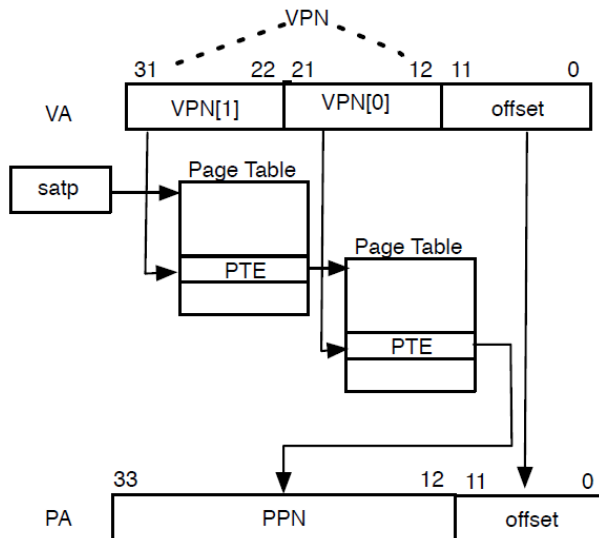 VPN
31 22 21 12 11 0
VA VPN[1] VPN[0] offset
Page Table
satp
Page Table
PTE
PTE
33 12 11 0
PA PPN offset